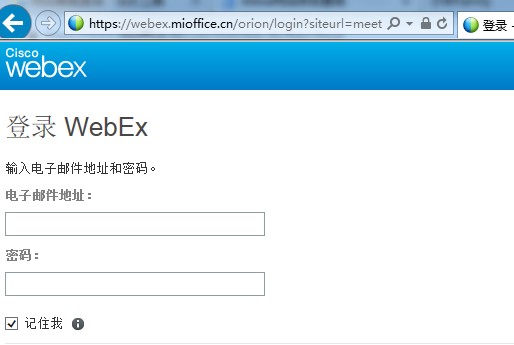 https://webex.mioffice.cn/orion/login?siteurl=meet
登录 -
Cisco
webex
登录 WebEx
输入电子邮件地址和密码。
电子邮件地址：
密码：
记住我